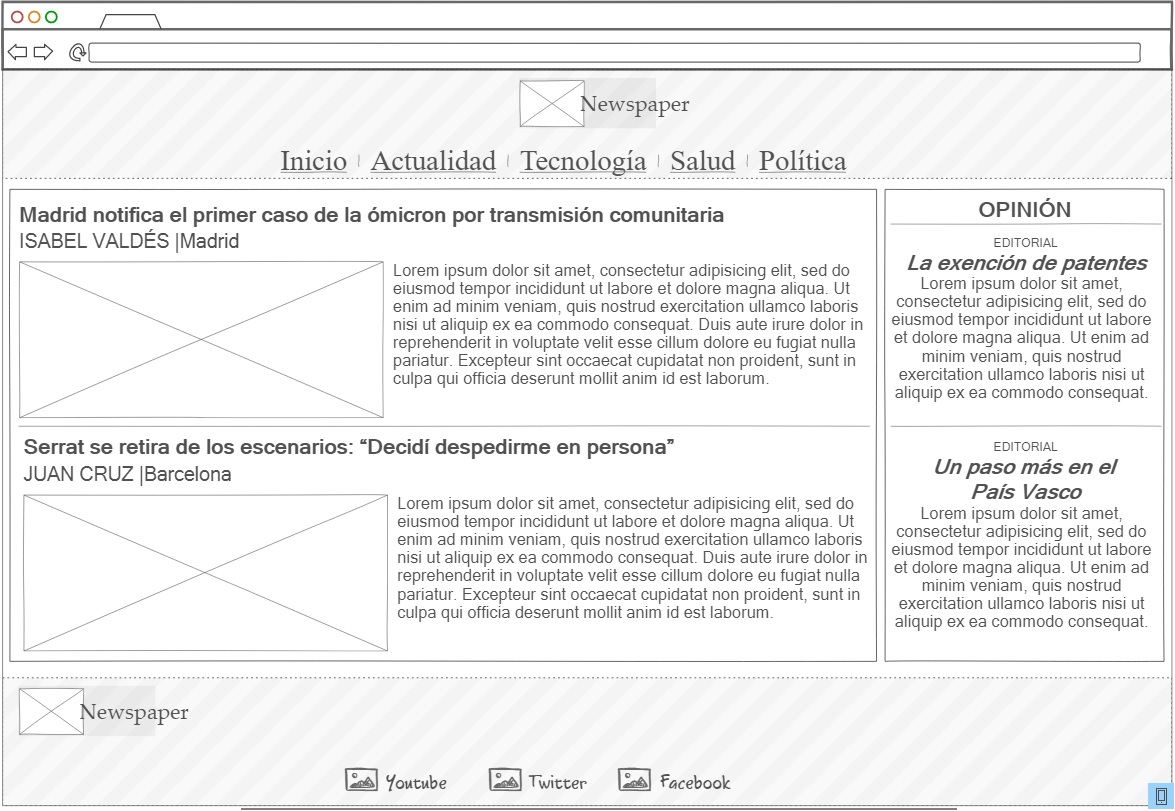 Newspaper
Inicio | Actualidad | Tecnología | Salud | Política
Madrid notifica el primer caso de la ómicron por transmisión comunitaria
ISABEL VALDÉS |Madrid
Lorem ipsum dolor sit amet, consectetur adipisicing elit, sed do
eiusmod tempor incididunt ut labore et dolore magna aliqua. Ut
enim ad minim veniam, quis nostrud exercitation ullamco laboris
nisi ut aliquip ex ea commodo consequat. Duis aute irure dolor in
reprehenderit in voluptate velit esse cillum dolore eu fugiat nulla
pariatur. Excepteur sint occaecat cupidatat non proident, sunt in
culpa qui officia deserunt mollit anim id est laborum.
Serrat se retira de los escenarios: “Decidí despedirme en persona”
JUAN CRUZ |Barcelona
Lorem ipsum dolor sit amet, consectetur adipisicing elit, sed do
eiusmod tempor incididunt ut labore et dolore magna aliqua. Ut
enim ad minim veniam, quis nostrud exercitation ullamco laboris
nisi ut aliquip ex ea commodo consequat. Duis aute irure dolor in
reprehenderit in voluptate velit esse cillum dolore eu fugiat nulla
pariatur. Excepteur sint occaecat cupidatat non proident, sunt in
culpa qui officia deserunt mollit anim id est laborum.
OPINIÓN
EDITORIAL
La exención de patentes
Lorem ipsum dolor sit amet,
consectetur adipisicing elit, sed do
eiusmod tempor incididunt ut labore
et dolore magna aliqua. Ut enim ad
minim veniam, quis nostrud
exercitation ullamco laboris nisi ut
aliquip ex ea commodo consequat.
EDITORIAL
Un paso más en el
País Vasco
Lorem ipsum dolor sit amet,
consectetur adipisicing elit, sed do
eiusmod tempor incididunt ut labore
et dolore magna aliqua. Ut enim ad
minim veniam, quis nostrud
exercitation ullamco laboris nisi ut
aliquip ex ea commodo consequat.
Newspaper
Youtube Twitter Facebook